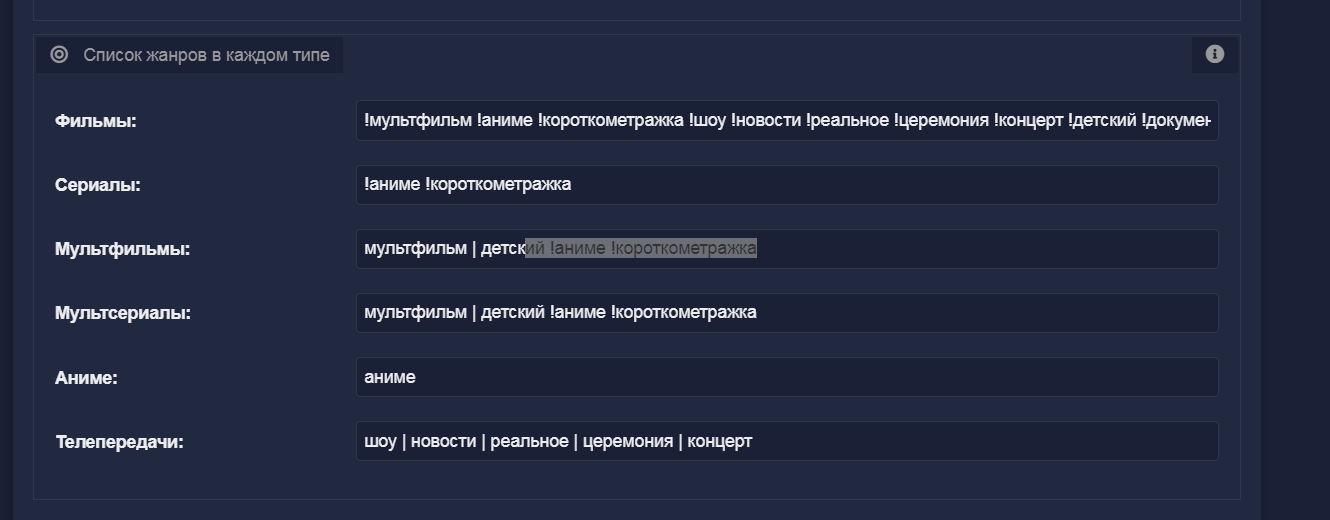 Список жанров в каждом типе
Фильмы: !мультфильм !аниме !короткометражка !шоу !новости !реальное !церемония !концерт !детский !докумен
Сериалы: !аниме !короткометражка
Мультфильмы: мультфильм | детский !аниме !короткометражка
Мультсериалы: мультфильм | детский !аниме !короткометражка
Аниме: аниме
Телепередачи: шоу | новости | реальное | церемония | концерт